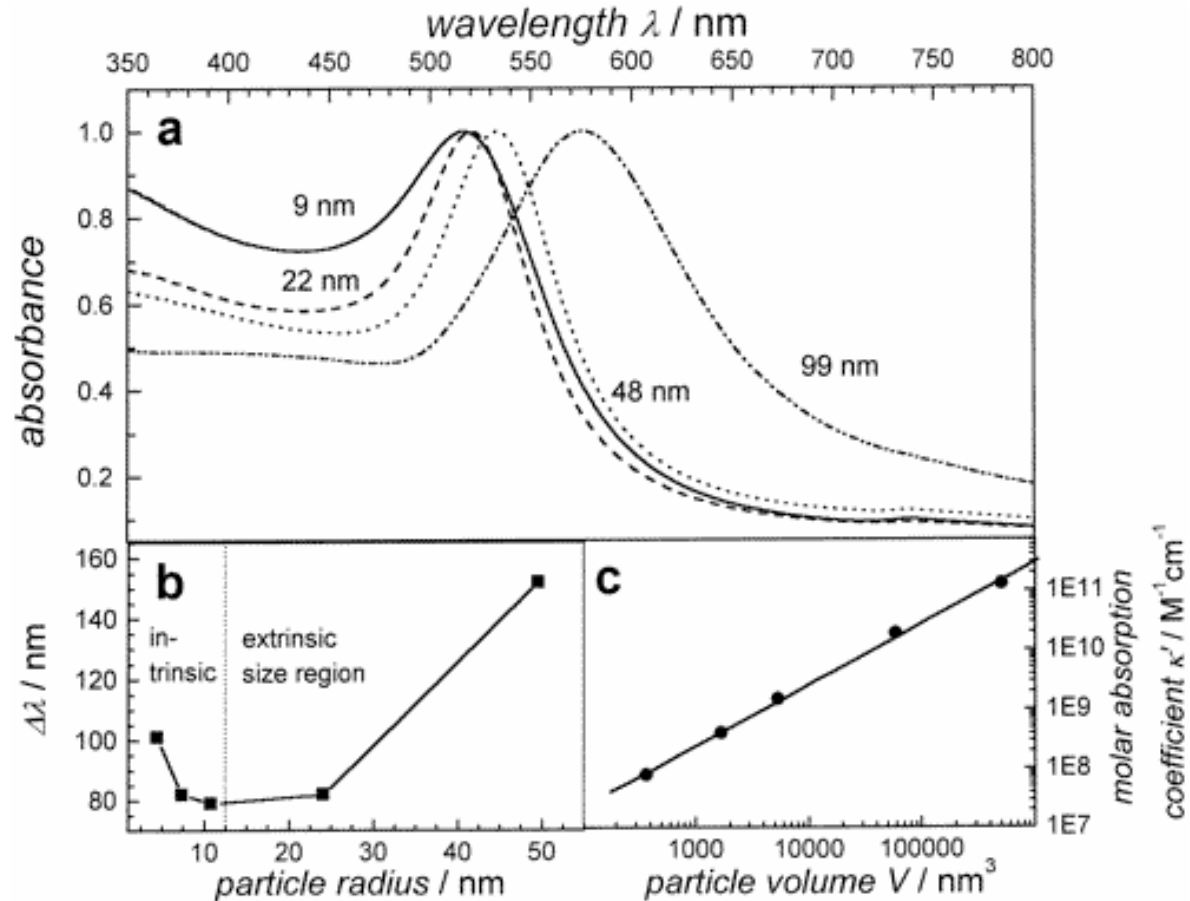 wavelength λ / nm
350 400 450 500 550 600 650 700 750 800
a
absorbance
1.0
0.8
0.6
0.4
0.2
9 nm
22 nm
48 nm
99 nm
b
Δλ / nm
160
140
120
100
80
in-
trinsic
extrinsic
size region
10 20 30 40 50
particle radius / nm
c
1E11
1E10
1E9
1E8
1E7
molar absorption
coefficient κ' / M⁻¹cm⁻¹
1000 10000 100000
particle volume V / nm³